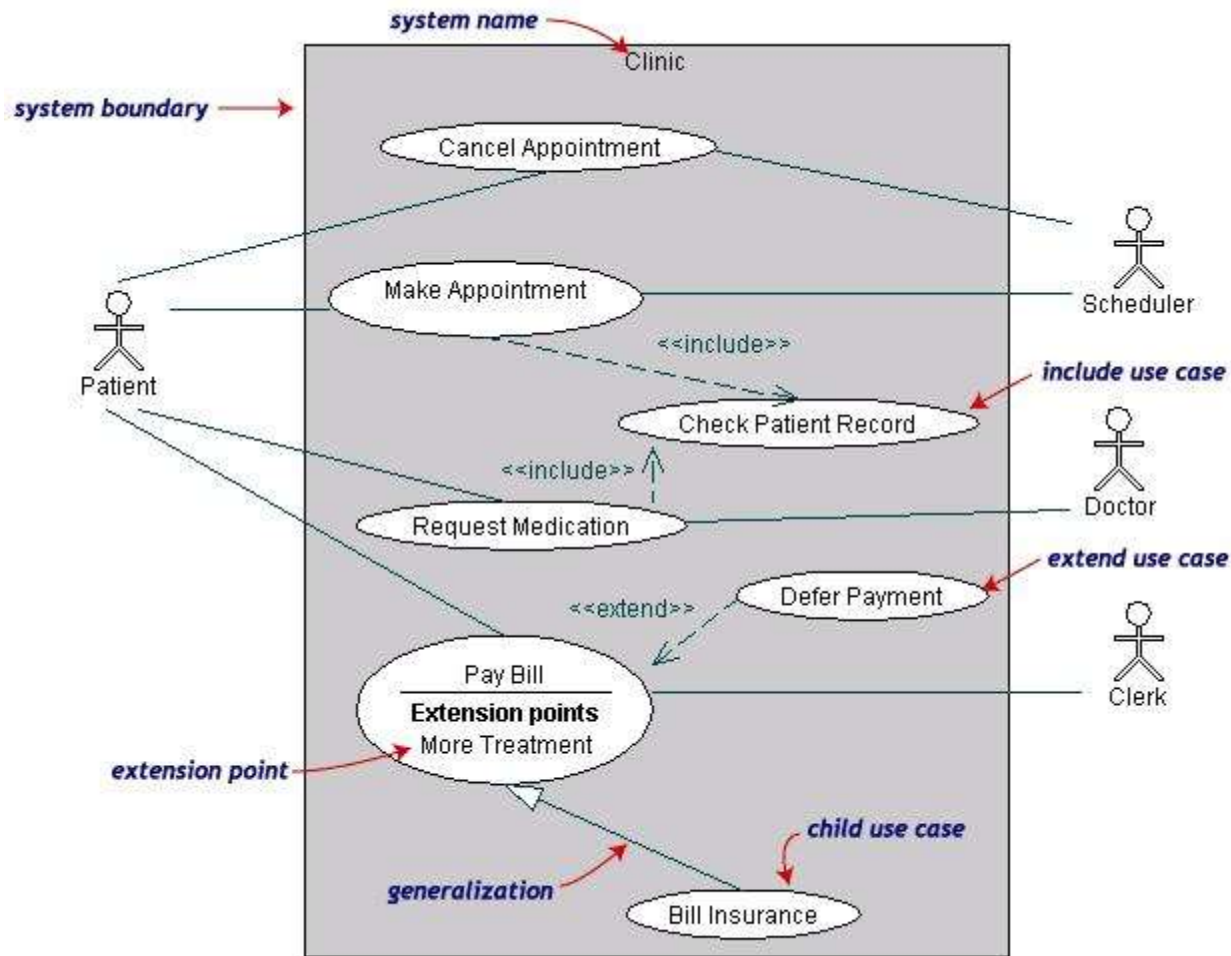 system name
Clinic
system boundary
Cancel Appointment
Make Appointment
Scheduler
<<include>>
Patient
include use case
Check Patient Record
<<include>>
Doctor
Request Medication
extend use case
Defer Payment
<<extend>>
Pay Bill
Clerk
Extension points
More Treatment
extension point
child use case
generalization
Bill Insurance